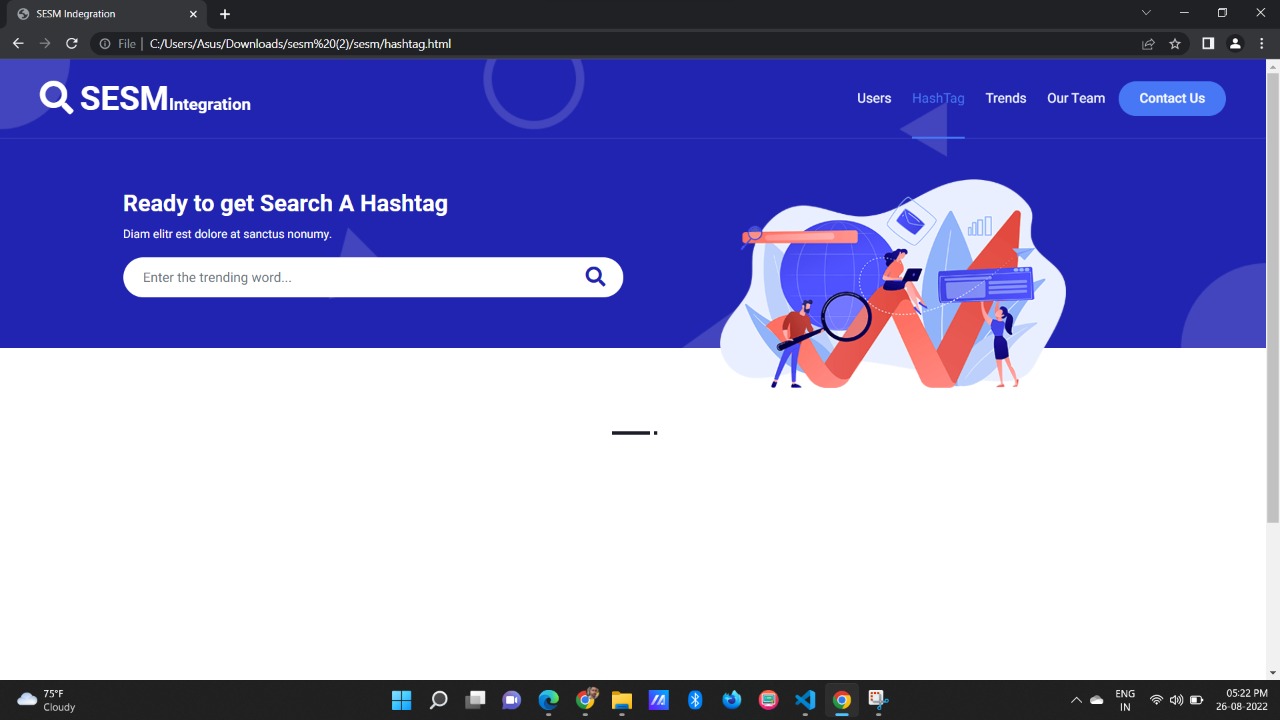 SESM Indegration
File
C:/Users/Asus/Downloads/sesm%20(2)/sesm/hashtag.html
SESM Integration
Users
HashTag
Trends
Our Team
Contact Us
Ready to get Search A Hashtag
Diam elitr est dolore at sanctus nonumy.
Enter the trending word...
75°F
Cloudy
ENG
IN
05:22 PM
26-08-2022